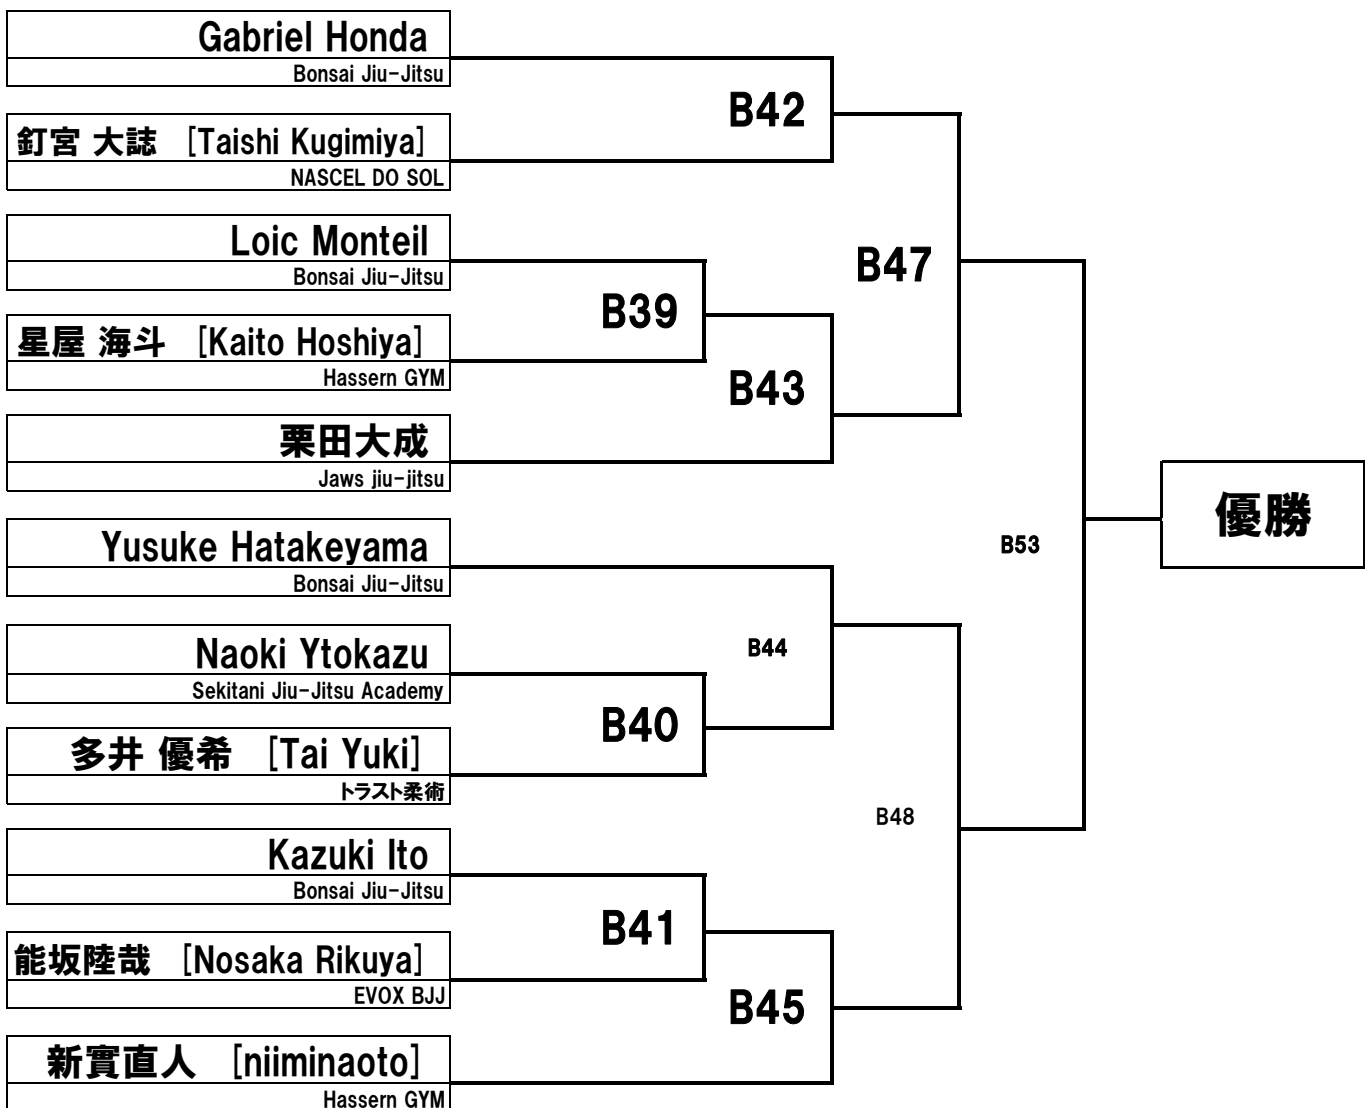 Gabriel Honda
Bonsai Jiu-Jitsu
B42
釘宮 大誌 [Taishi Kugimiya]
NASCEL DO SOL
Loic Monteil
Bonsai Jiu-Jitsu
B47
B39
星屋 海斗 [Kaito Hoshiya]
Hassern GYM
B43
栗田大成
Jaws jiu-jitsu
優勝
Yusuke Hatakeyama
B53
Bonsai Jiu-Jitsu
B44
Naoki Ytokazu
Sekitani Jiu-Jitsu Academy
B40
多井 優希 [Tai Yuki]
トラスト柔術
B48
Kazuki Ito
Bonsai Jiu-Jitsu
B41
能坂陸哉 [Nosaka Rikuya]
EVOX BJJ
B45
新實直人 [niiminaoto]
Hassern GYM